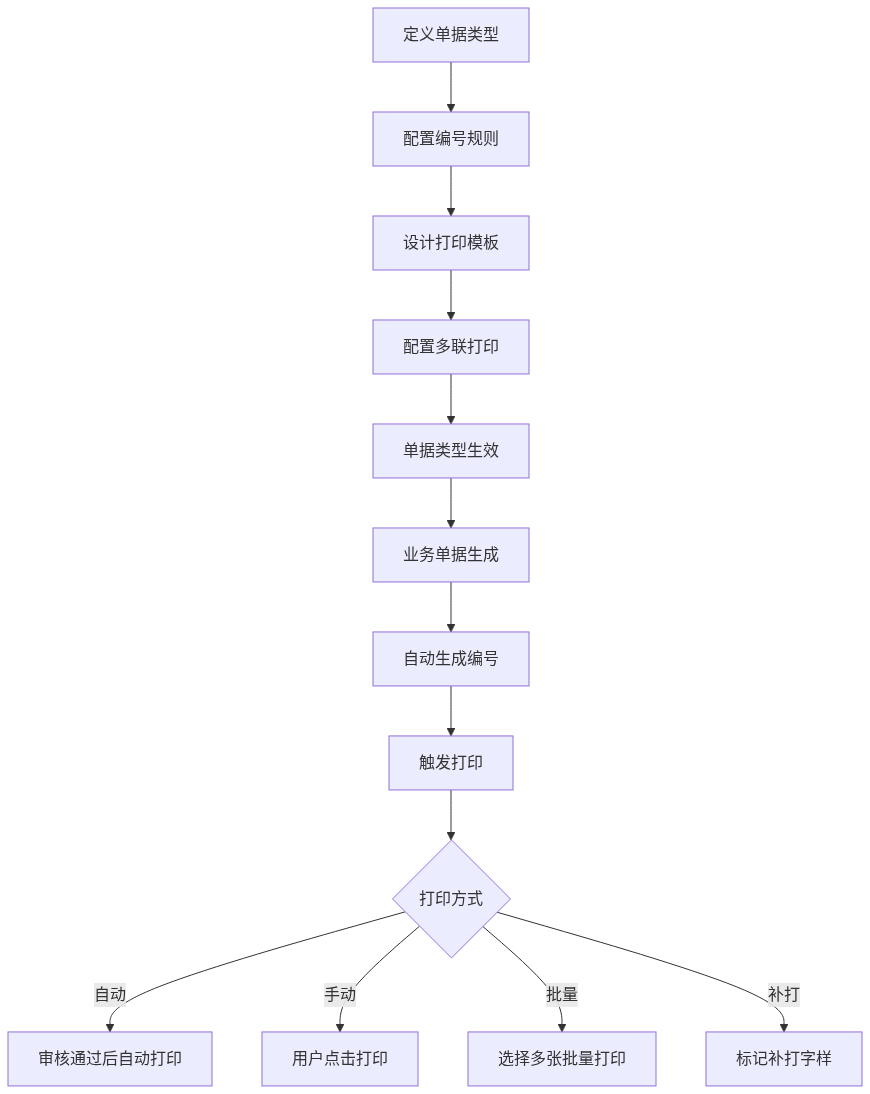 定义单据类型
配置编号规则
设计打印模板
配置多联打印
单据类型生效
业务单据生成
自动生成编号
触发打印
打印方式
自动
手动
批量
补打
审核通过后自动打印
用户点击打印
选择多张批量打印
标记补打字样